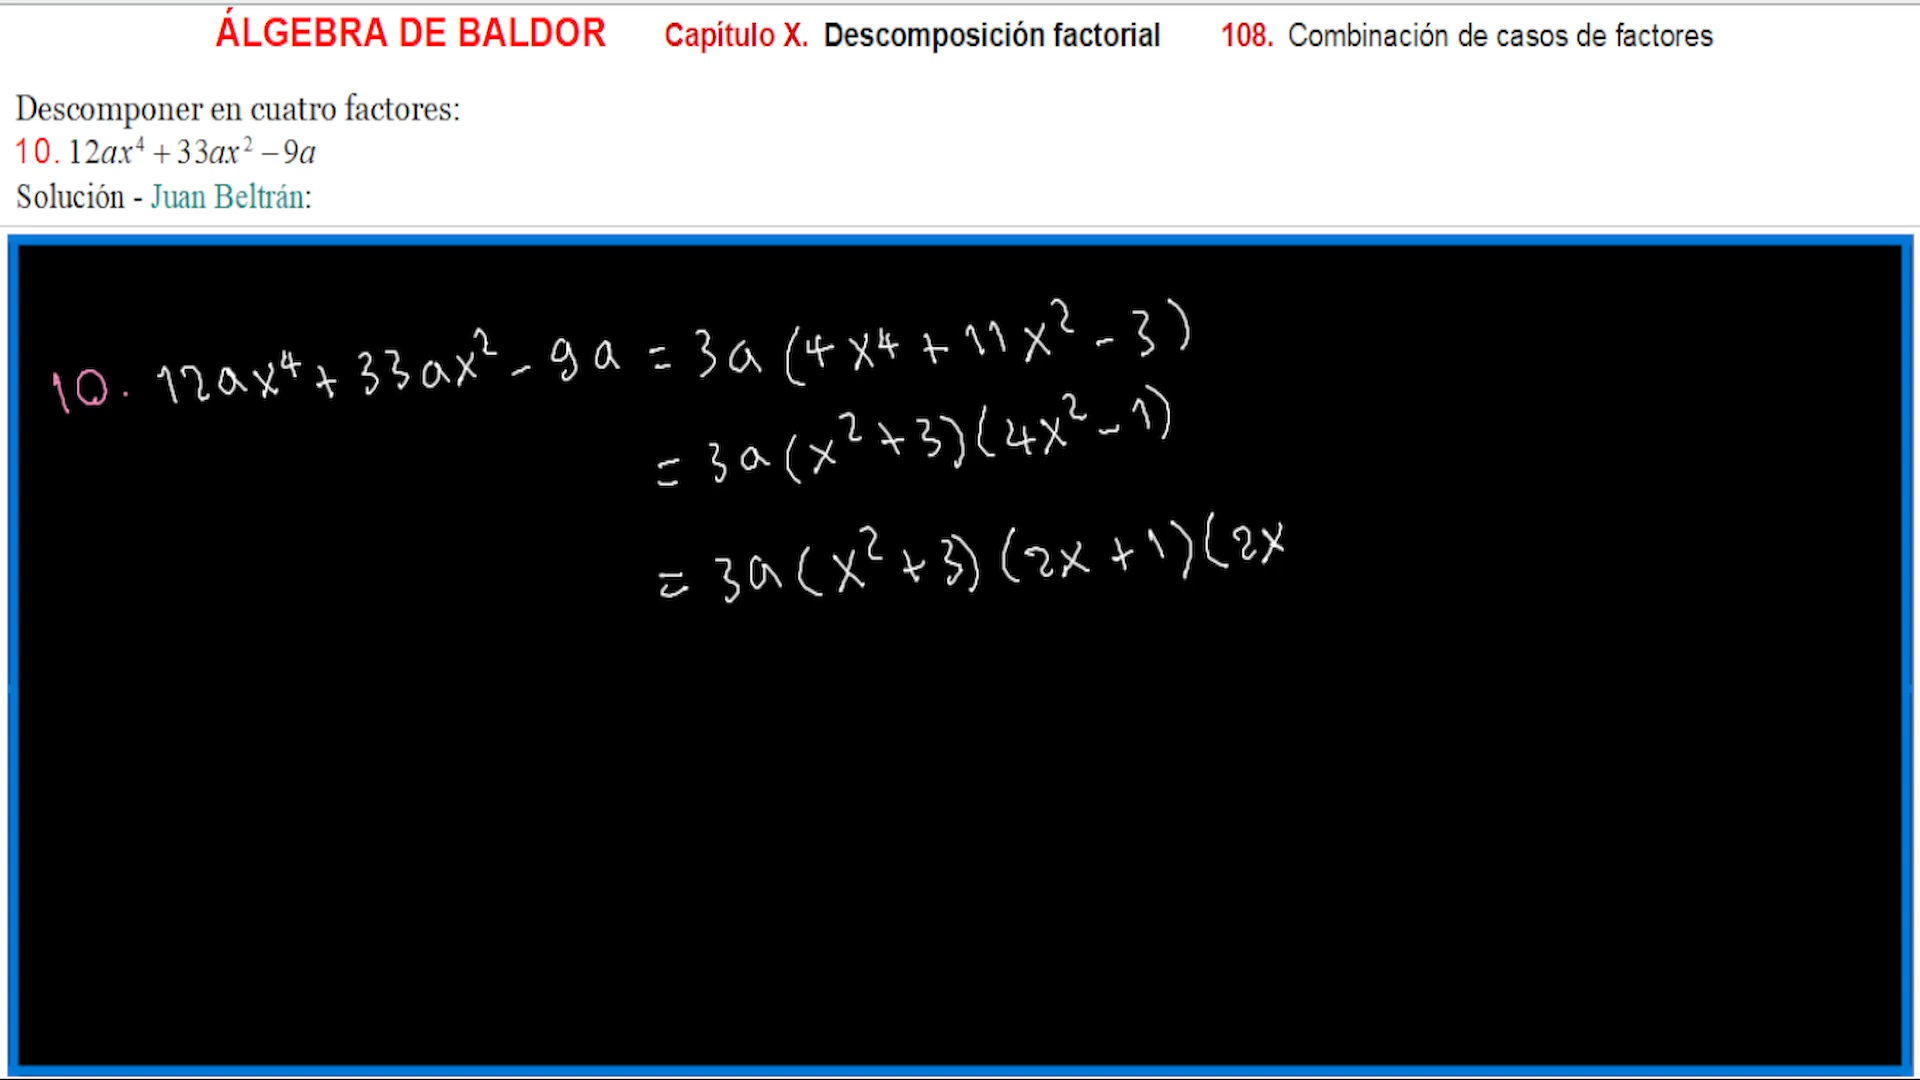 ÁLGEBRA DE BALDOR Capítulo X. Descomposición factorial 108. Combinación de casos de factores
Descomponer en cuatro factores:
10. 12ax⁴ + 33ax² – 9a
Solución - Juan Beltrán:
10. 12ax⁴ + 33ax² - 9a = 3a(4x⁴ + 11x² - 3)
= 3a(x² + 3)(4x² - 1)
= 3a(x² + 3)(2x + 1)(2x